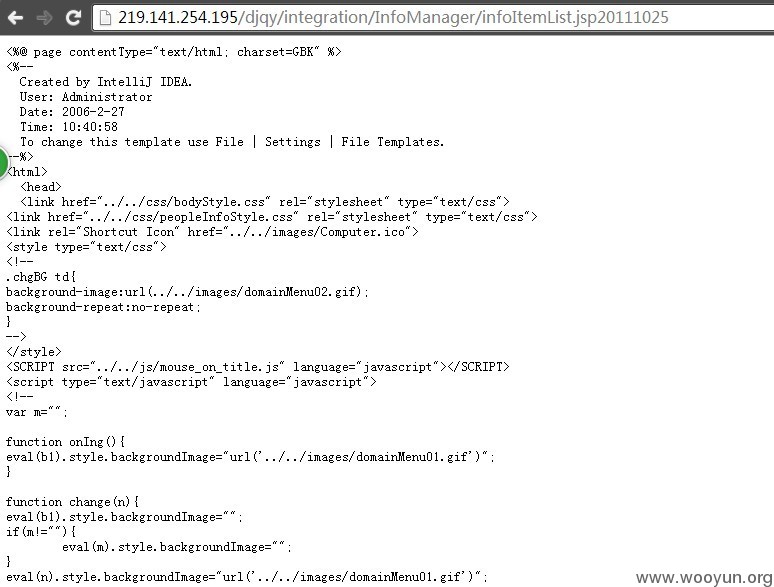 219.141.254.195/djqy/integration/InfoManager/infoItemList.jsp20111025
<%@ page contentType="text/html; charset=GBK" %>
<%--
  Created by IntelliJ IDEA.
  User: Administrator
  Date: 2006-2-27
  Time: 10:40:58
  To change this template use File | Settings | File Templates.
--%>
<html>
  <head>
  <link href="../../css/bodyStyle.css" rel="stylesheet" type="text/css">
<link href="../../css/peopleInfoStyle.css" rel="stylesheet" type="text/css">
<link rel="Shortcut Icon" href="../../images/Computer.ico">
<style type="text/css">
<!--
.chgBG td{
background-image:url(../../images/domainMenu02.gif);
background-repeat:no-repeat;
}
-->
</style>
<SCRIPT src="../../js/mouse_on_title.js" language="javascript"></SCRIPT>
<script type="text/javascript" language="javascript">
<!--
var m="";

function onIng(){
eval(b1).style.backgroundImage="url('../../images/domainMenu01.gif')";
}

function change(n){
eval(b1).style.backgroundImage="";
if(m!=""){
        eval(m).style.backgroundImage="";
}
eval(n).style.backgroundImage="url('../../images/domainMenu01.gif')";
www.wooyun.org